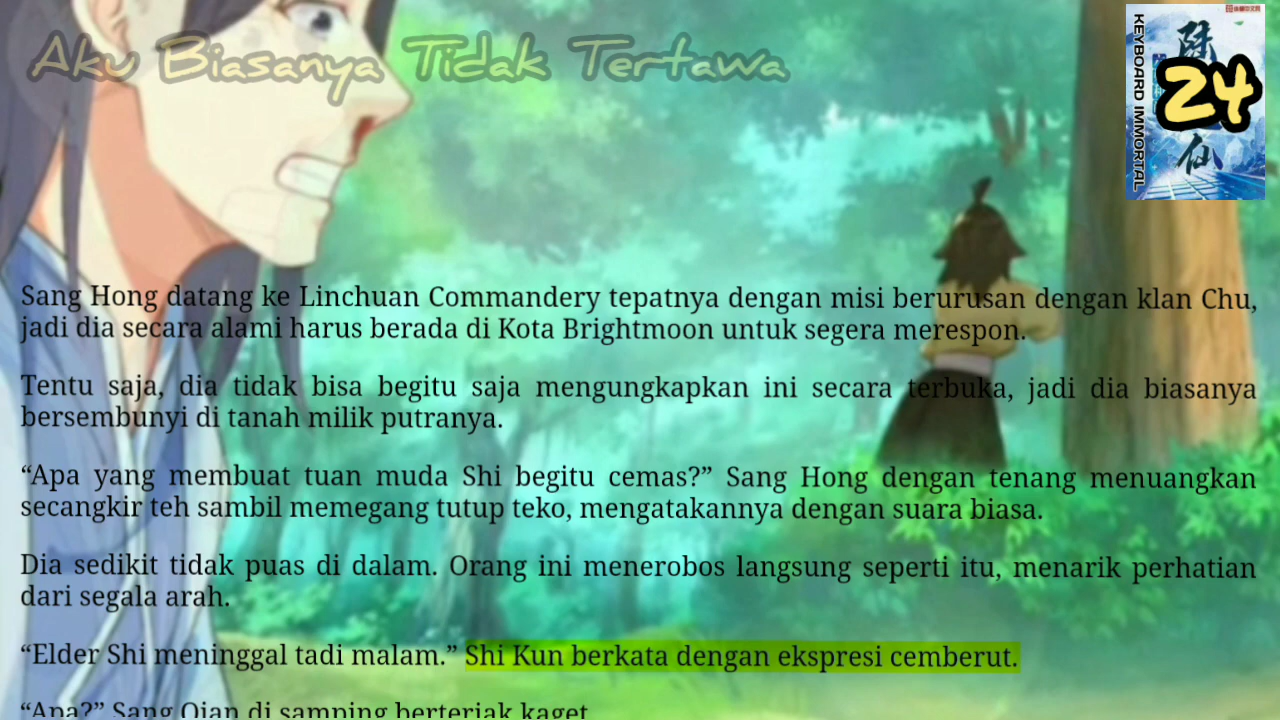 Aku Biasanya Tidak Tertawa
KEYBOARD IMMORTAL
24
仙
Sang Hong datang ke Linchuan Commandery tepatnya dengan misi berurusan dengan klan Chu,
jadi dia secara alami harus berada di Kota Brightmoon untuk segera merespon.
Tentu saja, dia tidak bisa begitu saja mengungkapkan ini secara terbuka, jadi dia biasanya
bersembunyi di tanah milik putranya.
“Apa yang membuat tuan muda Shi begitu cemas?” Sang Hong dengan tenang menuangkan
secangkir teh sambil memegang tutup teko, mengatakannya dengan suara biasa.
Dia sedikit tidak puas di dalam. Orang ini menerobos langsung seperti itu, menarik perhatian
dari segala arah.
“Elder Shi meninggal tadi malam.” Shi Kun berkata dengan ekspresi cemberut.
“Apa?” Sang Qian di samping berteriak kaget